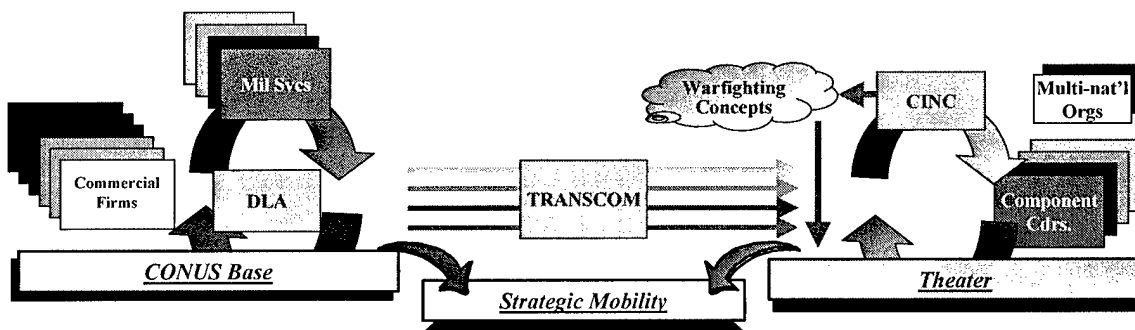 Mil Svcs
Commercial
Firms
DLA
CONUS Base
TRANSCOM
Strategic Mobility
Warfighting
Concepts
CINC
Multi-nat'l
Orgs
Component
Cdrs.
Theater